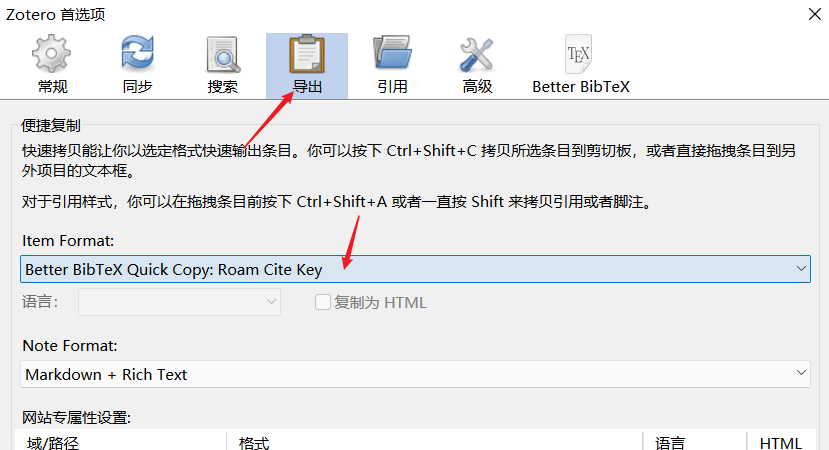 Zotero 首选项
常规
同步
搜索
导出
引用
高级
TEX
Better BibTeX
便捷复制
快速拷贝能让你以选定格式快速输出条目。你可以按下 Ctrl+Shift+C 拷贝所选条目到剪切板，或者直接拖拽条目到另
外项目的文本框。
对于引用样式，你可以在拖拽条目前按下 Ctrl+Shift+A 或者一直按 Shift 来拷贝引用或者脚注。
Item Format:
Better BibTeX Quick Copy: Roam Cite Key
语言：
复制为 HTML
Note Format:
Markdown + Rich Text
网站专属性设置:
域/路径
格式
语言
HTML